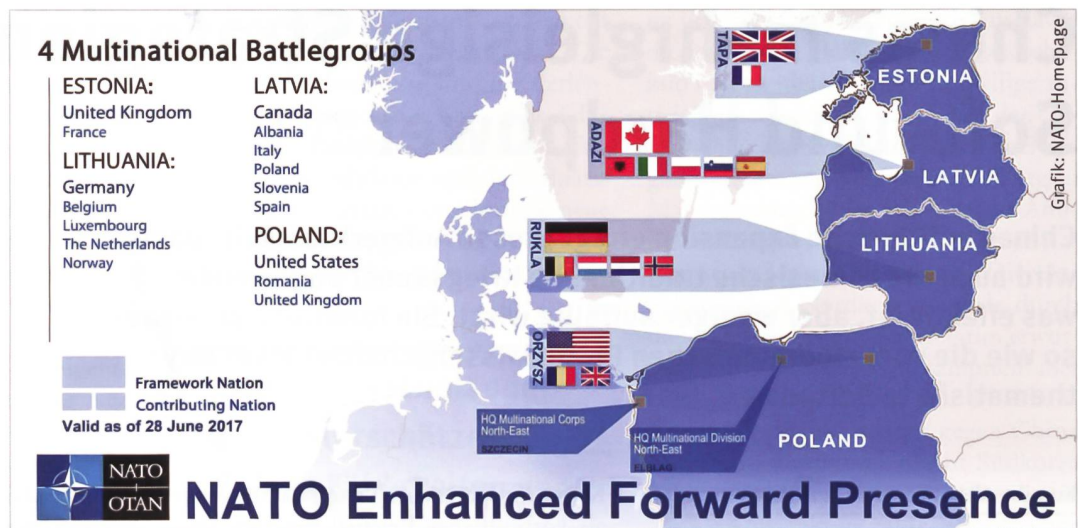 4 Multinational Battlegroups
ESTONIA:
United Kingdom
France
LITHUANIA:
Germany
Belgium
Luxembourg
The Netherlands
Norway
LATVIA:
Canada
Albania
Italy
Poland
Slovenia
Spain
POLAND:
United States
Romania
United Kingdom
Framework Nation
Contributing Nation
Valid as of 28 June 2017
TAPA
ADAZI
RUKLA
ORZYSZ
ESTONIA
LATVIA
LITHUANIA
POLAND
HQ Multinational Corps
North-East
SZCZECIN
HQ Multinational Division
North-East
ELBLAG
Grafik: NATO-Homepage
NATO
+
OTAN
NATO Enhanced Forward Presence